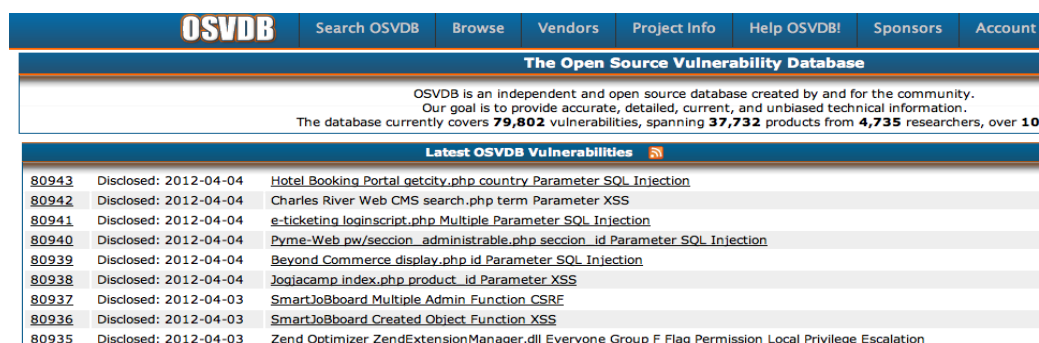 OSVDB Search OSVDB Browse Vendors Project Info Help OSVDB! Sponsors Account
The Open Source Vulnerability Database
OSVDB is an independent and open source database created by and for the community.
Our goal is to provide accurate, detailed, current, and unbiased technical information.
The database currently covers 79,802 vulnerabilities, spanning 37,732 products from 4,735 researchers, over 10
Latest OSVDB Vulnerabilities
80943 Disclosed: 2012-04-04 Hotel Booking Portal getcity.php country Parameter SQL Injection
80942 Disclosed: 2012-04-04 Charles River Web CMS search.php term Parameter XSS
80941 Disclosed: 2012-04-04 e-ticketing loginscript.php Multiple Parameter SQL Injection
80940 Disclosed: 2012-04-04 Pyme-Web pw/seccion_administrable.php seccion_id Parameter SQL Injection
80939 Disclosed: 2012-04-04 Beyond Commerce display.php id Parameter SQL Injection
80938 Disclosed: 2012-04-04 Jogjacamp index.php product_id Parameter XSS
80937 Disclosed: 2012-04-03 SmartJoBboard Multiple Admin Function CSRF
80936 Disclosed: 2012-04-03 SmartJoBboard Created Object Function XSS
80935 Disclosed: 2012-04-03 Zend Optimizer ZendExtensionManager.dll Everyone Group F Flag Permission Local Privilege Escalation